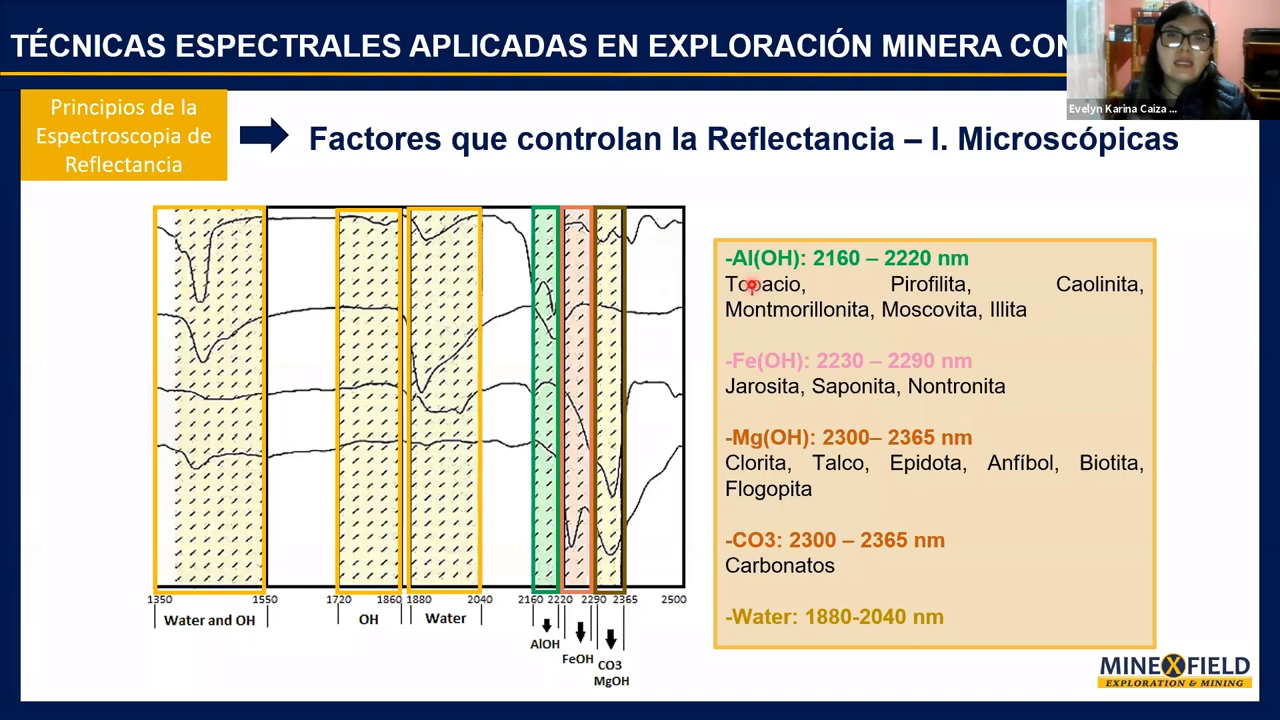 TÉCNICAS ESPECTRALES APLICADAS EN EXPLORACIÓN MINERA CON
Evelyn Karina Caiza ...
Principios de la
Espectroscopia de
Reflectancia
Factores que controlan la Reflectancia – I. Microscópicas
-Al(OH): 2160 – 2220 nm
Topacio, Pirofilita, Caolinita,
Montmorillonita, Moscovita, Illita
-Fe(OH): 2230 – 2290 nm
Jarosita, Saponita, Nontronita
-Mg(OH): 2300– 2365 nm
Clorita, Talco, Epidota, Anfíbol, Biotita,
Flogopita
-CO3: 2300 – 2365 nm
Carbonatos
-Water: 1880-2040 nm
1350 1550 1720 1860 1880 2040 2160 2220 2290 2365 2500
Water and OH OH Water
AlOH
FeOH
CO3
MgOH
MINEXFIELD
EXPLORATION & MINING